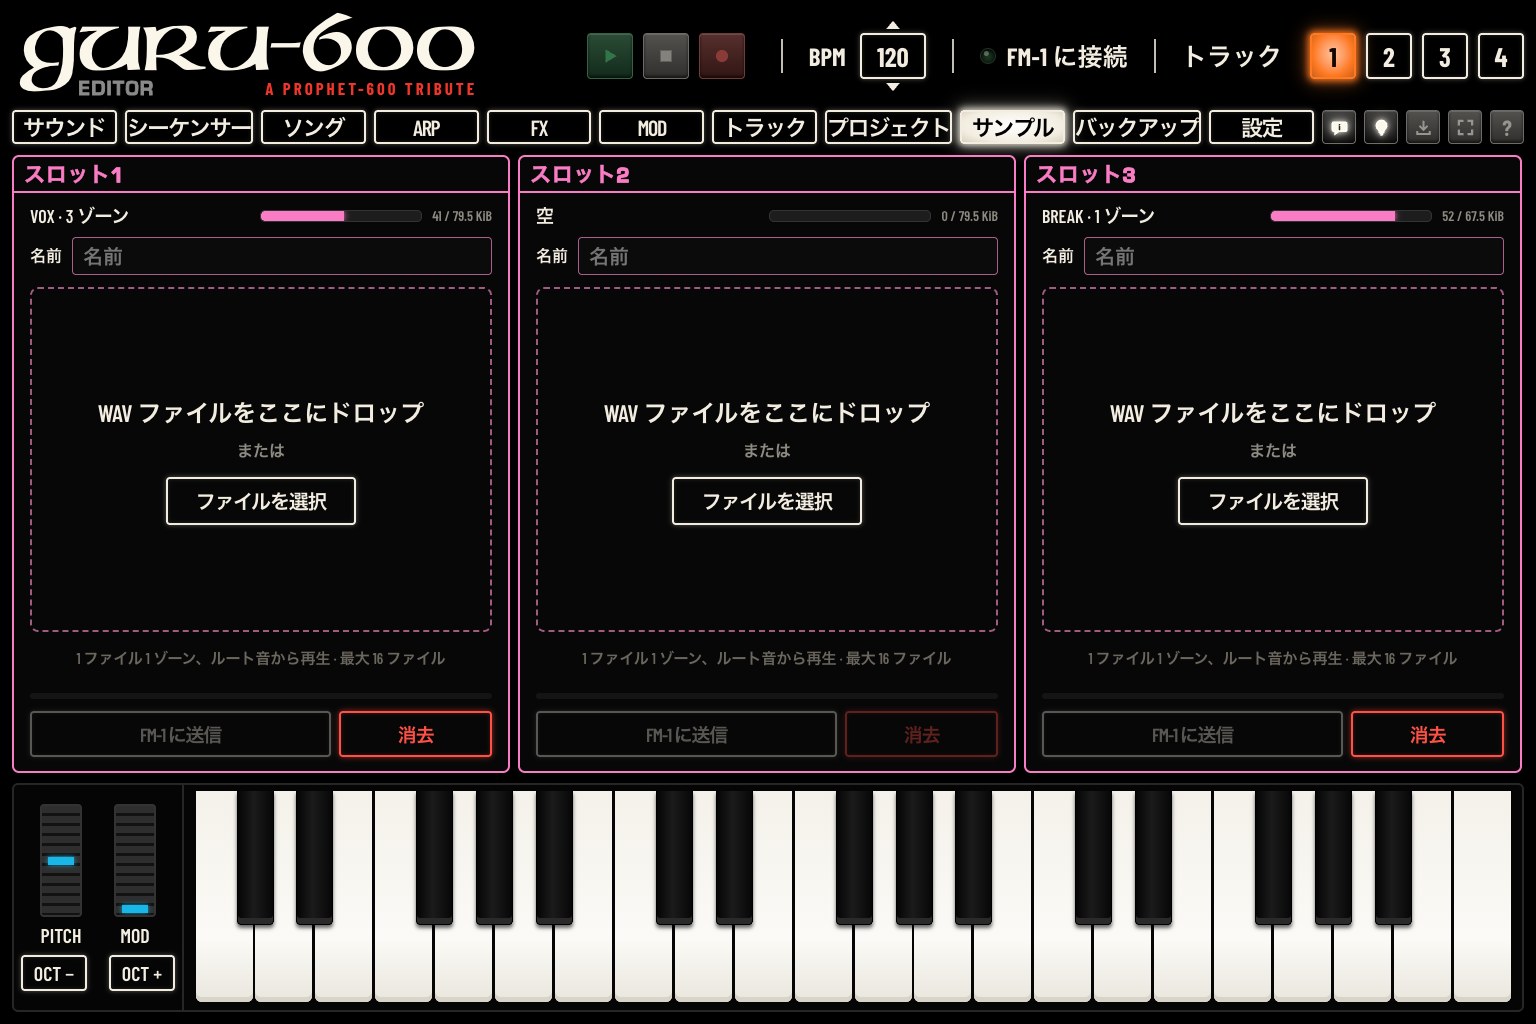 guru-600
EDITOR
A PROPHET-600 TRIBUTE
BPM 120
FM-1 に接続
トラック 1 2 3 4
サウンド シーケンサー ソング ARP FX MOD トラック プロジェクト サンプル バックアップ 設定 ?
スロット1
VOX · 3 ゾーン 41 / 79.5 KiB
名前 名前
WAV ファイルをここにドロップ
または
ファイルを選択
1 ファイル 1 ゾーン、ルート音から再生 · 最大 16 ファイル
FM-1 に送信 消去
スロット2
空 0 / 79.5 KiB
名前 名前
WAV ファイルをここにドロップ
または
ファイルを選択
1 ファイル 1 ゾーン、ルート音から再生 · 最大 16 ファイル
FM-1 に送信 消去
スロット3
BREAK · 1 ゾーン 52 / 67.5 KiB
名前 名前
WAV ファイルをここにドロップ
または
ファイルを選択
1 ファイル 1 ゾーン、ルート音から再生 · 最大 16 ファイル
FM-1 に送信 消去
PITCH MOD
OCT − OCT +